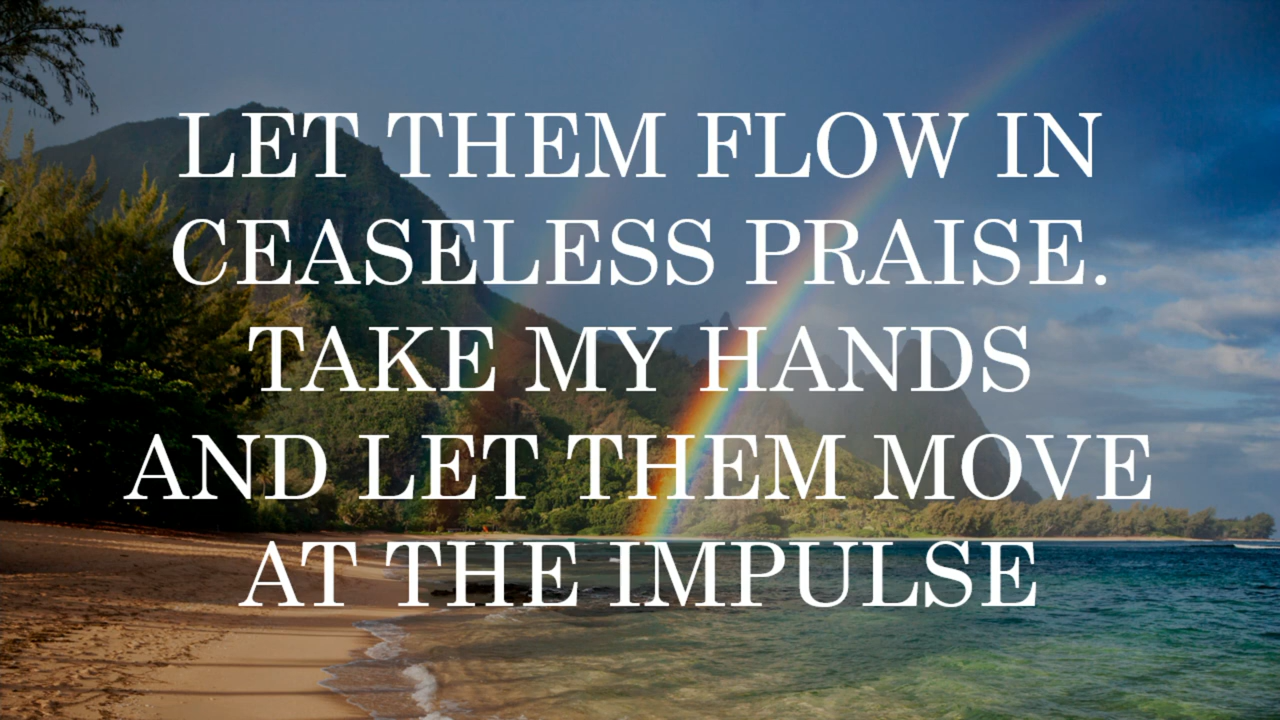 LET THEM FLOW IN
CEASELESS PRAISE.
TAKE MY HANDS
AND LET THEM MOVE
AT THE IMPULSE